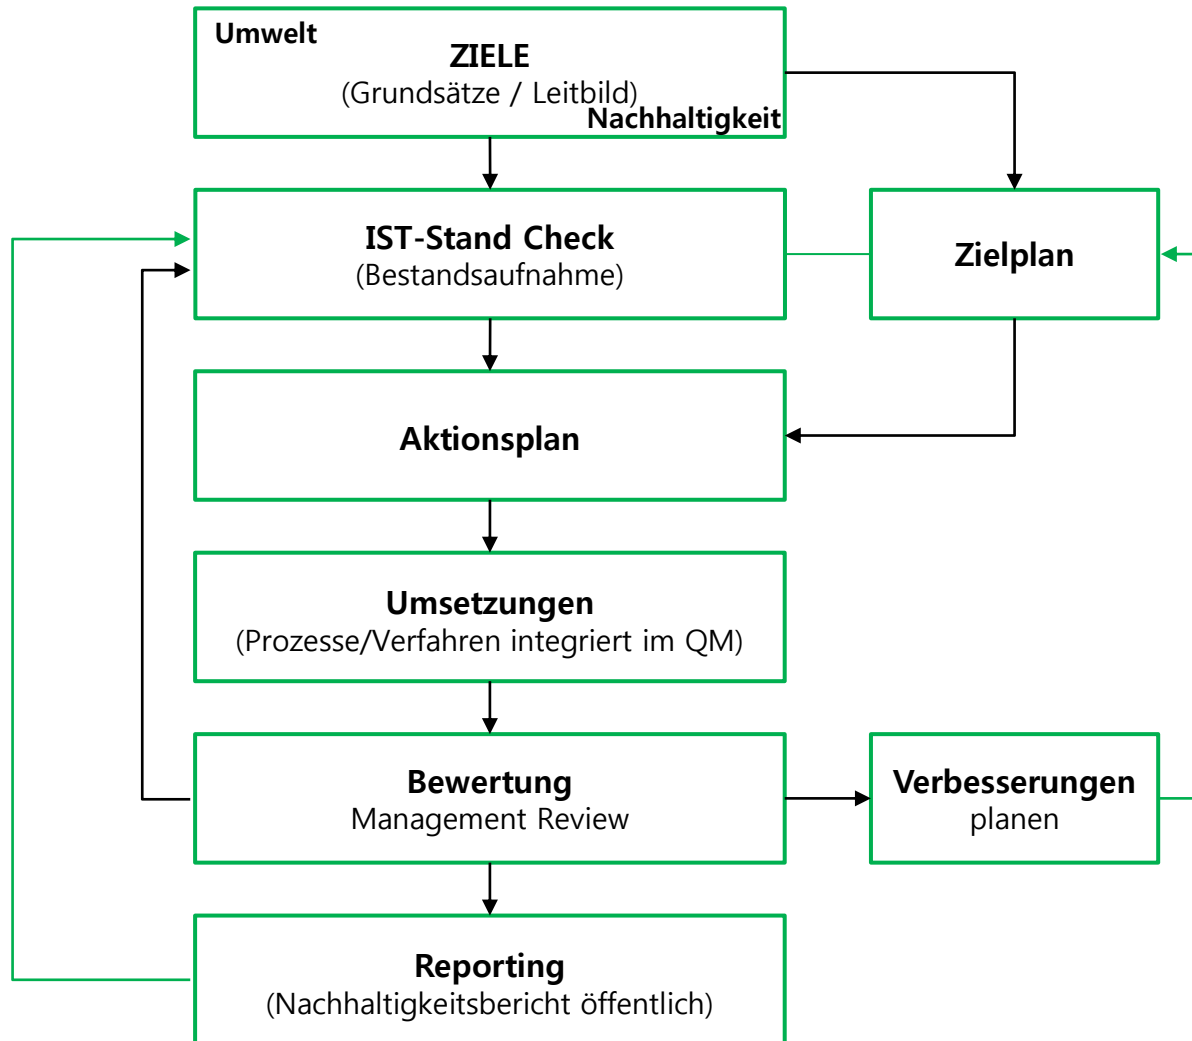 Umwelt
ZIELE
(Grundsätze / Leitbild)
Nachhaltigkeit
IST-Stand Check
(Bestandsaufnahme)
Zielplan
Aktionsplan
Umsetzungen
(Prozesse/Verfahren integriert im QM)
Bewertung
Management Review
Verbesserungen
planen
Reporting
(Nachhaltigkeitsbericht öffentlich)